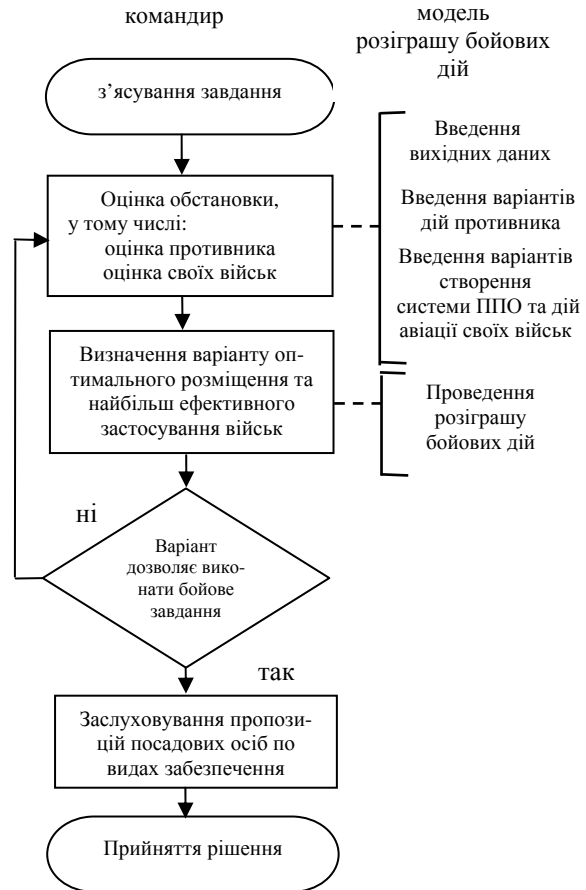 командир
модель
розіграшу бойових
дій
з’ясування завдання
Введення
вихідних даних
Оцінка обстановки,
у тому числі:
оцінка противника
оцінка своїх військ
Введення варіантів
дій противника
Введення варіантів
створення
системи ППО та дій
авіації своїх військ
Визначення варіанту оп-
тимального розміщення та
найбільш ефективного
застосування військ
Проведення
розіграшу
бойових дій
ні
Варіант
дозволяє вико-
нати бойове
завдання
так
Заслуховування пропози-
цій посадових осіб по
видах забезпечення
Прийняття рішення